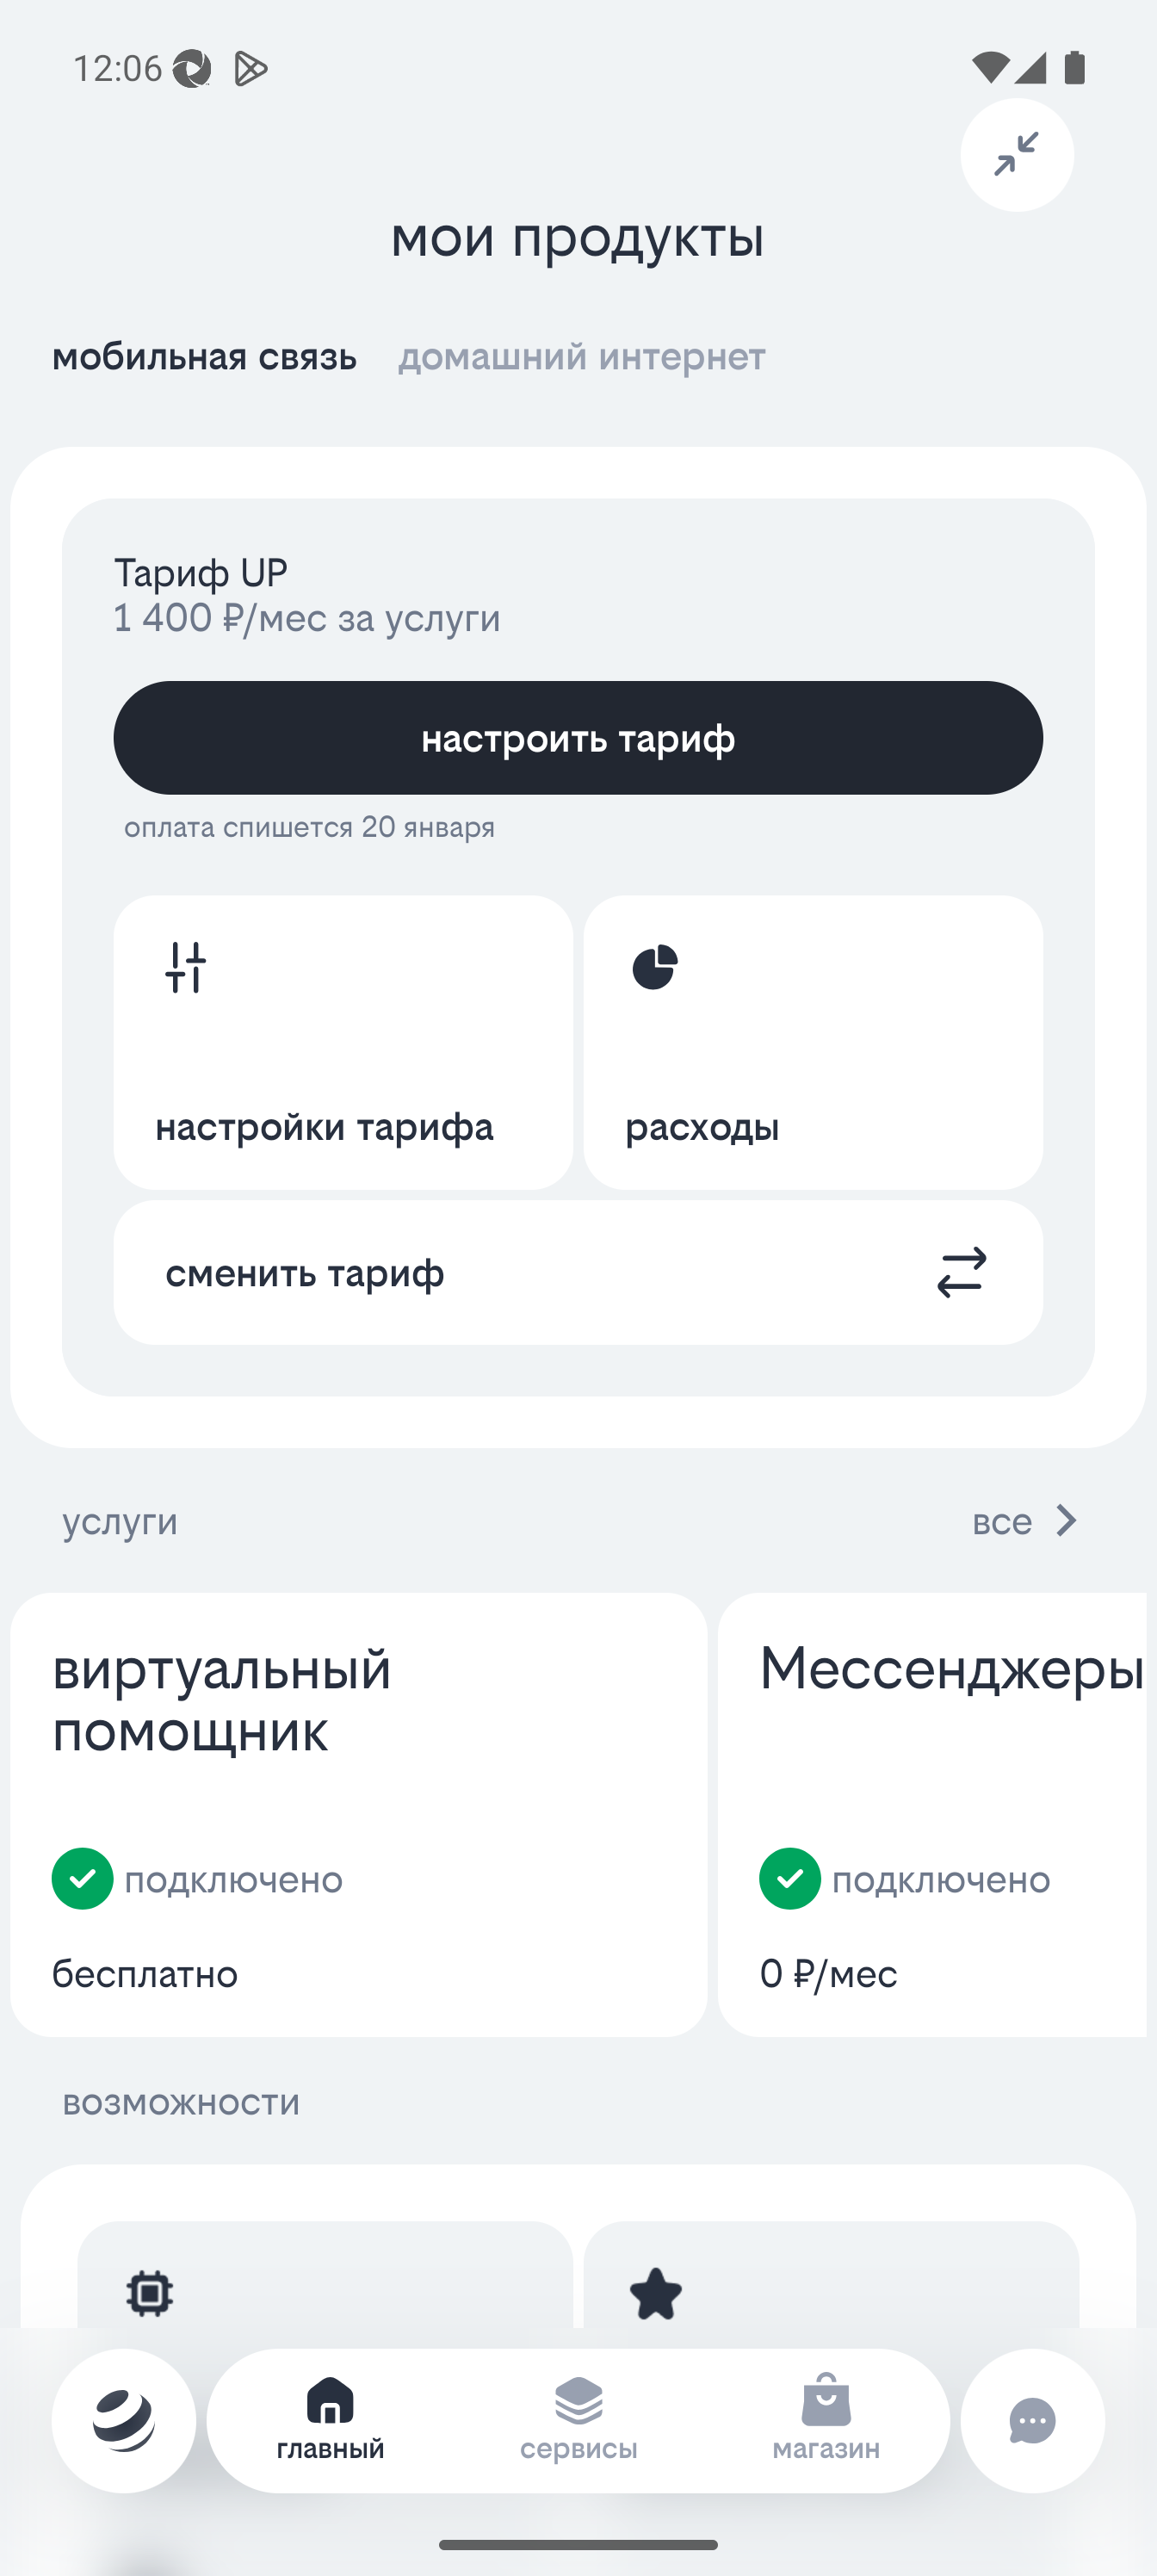 12:06
мои продукты
мобильная связь домашний интернет
Тариф UP
1 400 ₽/мес за услуги
настроить тариф
оплата спишется 20 января
настройки тарифа
расходы
сменить тариф
услуги
все
виртуальный
помощник
подключено
бесплатно
Мессенджеры
подключено
0 ₽/мес
возможности
главный
сервисы
магазин